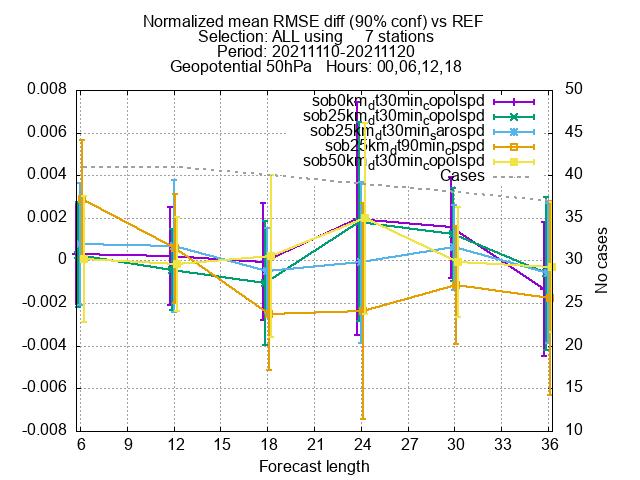 Normalized mean RMSE diff (90% conf) vs REF
Selection: ALL using 7 stations
Period: 20211110-20211120
Geopotential 50hPa Hours: 00,06,12,18
0.008
0.006
0.004
0.002
0
-0.002
-0.004
-0.006
-0.008
50
45
40
35
30
25
20
15
10
No cases
sob0km_dt30min_copolspd
sob25km_dt30min_copolspd
sob25km_dt30min_sarospd
sob25km_dt90min_cpspd
sob50km_dt30min_copolspd
Cases
6 9 12 15 18 21 24 27 30 33 36
Forecast length